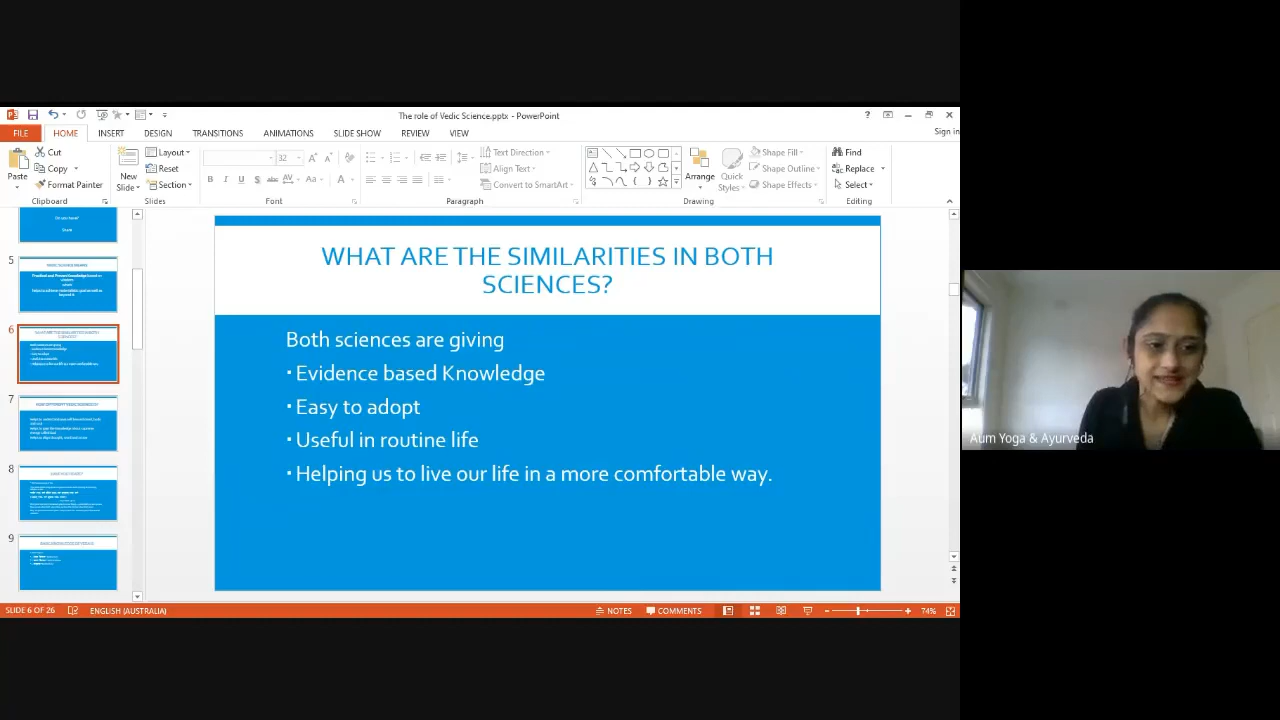 The role of Vedic Science.pptx - PowerPoint
Sign in
FILE HOME INSERT DESIGN TRANSITIONS ANIMATIONS SLIDE SHOW REVIEW VIEW
Paste
Cut
Copy
Format Painter
Clipboard
New
Slide
Layout
Reset
Section
Slides
32
Font
Text Direction
Align Text
Convert to SmartArt
Paragraph
Arrange
Quick
Styles
Shape Fill
Shape Outline
Shape Effects
Drawing
Find
Replace
Select
Editing
5
6
7
8
9
WHAT ARE THE SIMILARITIES IN BOTH
SCIENCES?
Both sciences are giving
· Evidence based Knowledge
· Easy to adopt
· Useful in routine life
· Helping us to live our life in a more comfortable way.
Aum Yoga & Ayurveda
SLIDE 6 OF 26 ENGLISH (AUSTRALIA) NOTES COMMENTS 74%